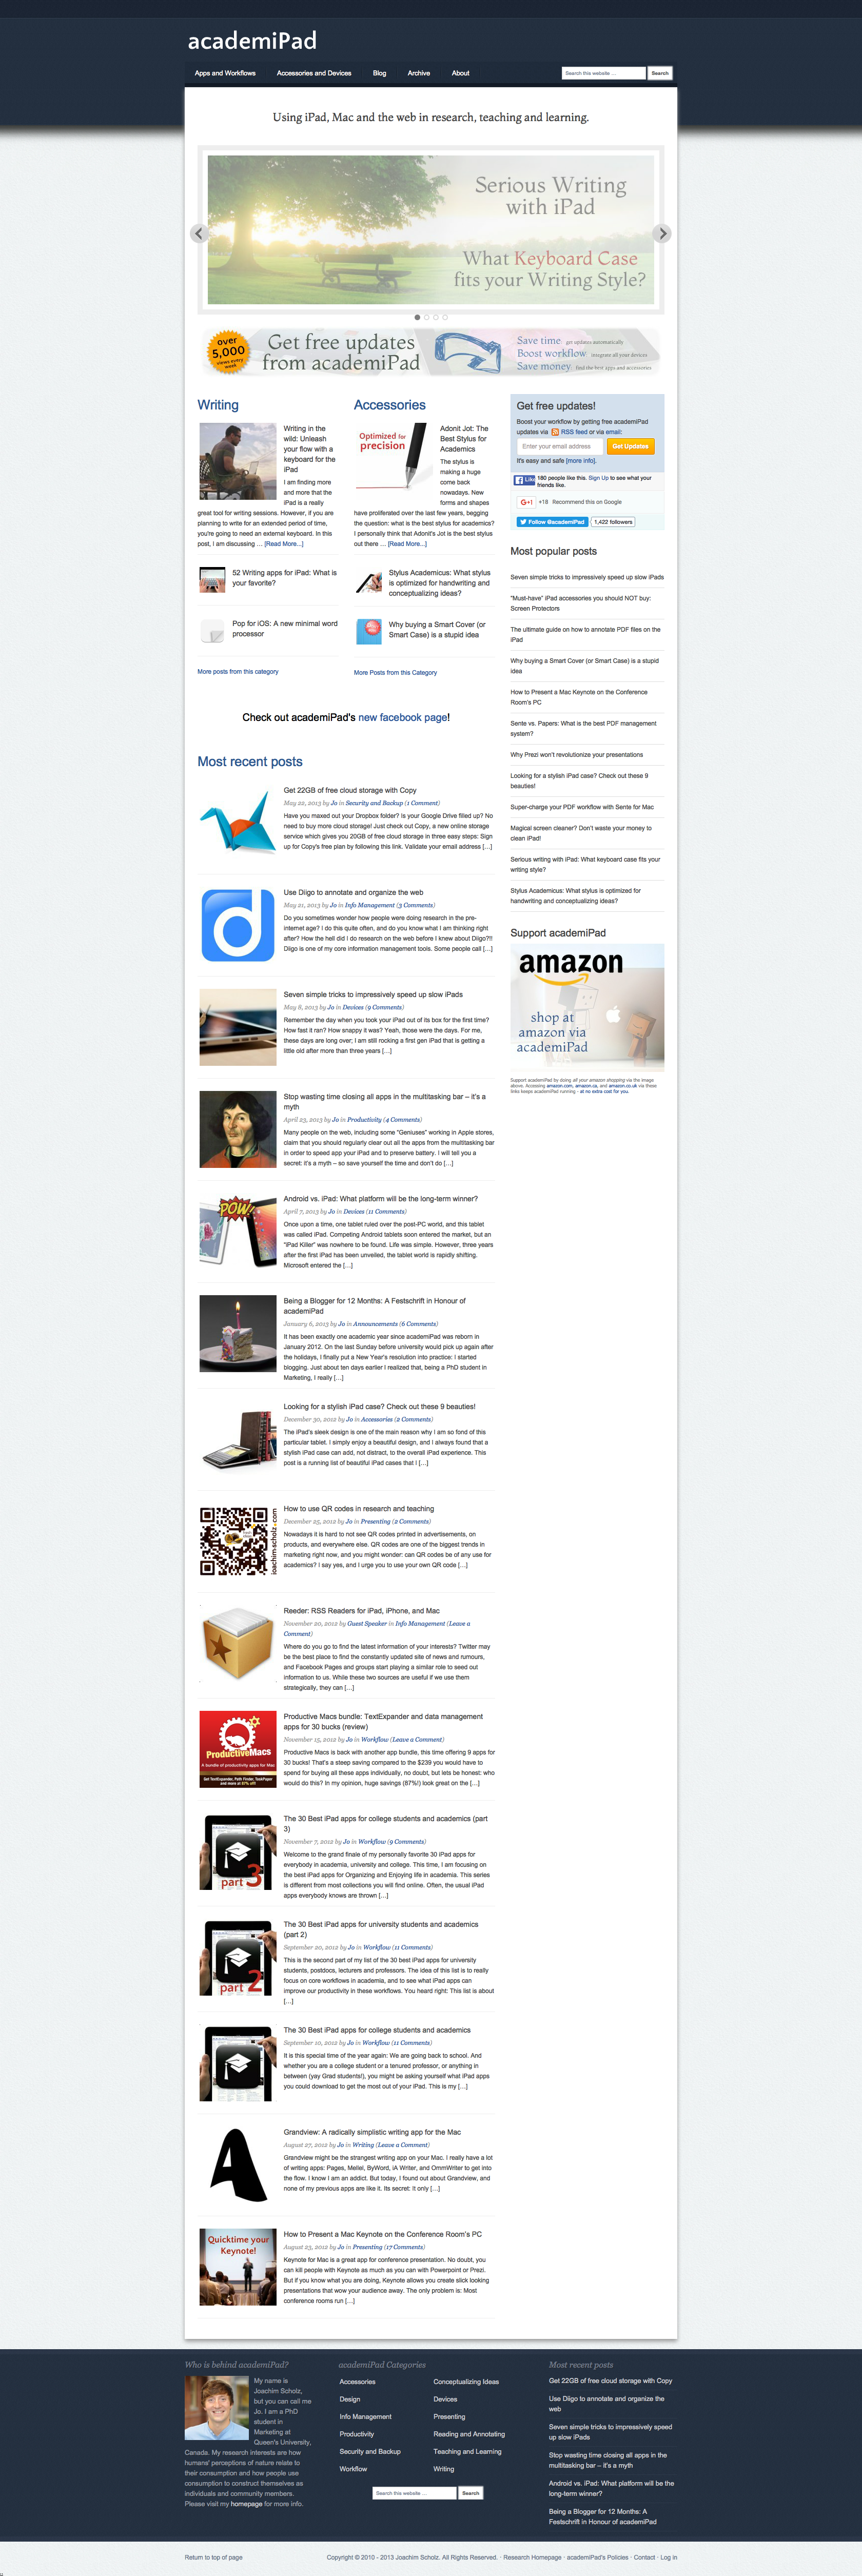 academiPad
Apps and Workflows
Accessories and Devices
Blog
Archive
About
Search this website …
Search
Using iPad, Mac and the web in research, teaching and learning.
Serious Writing
with iPad
What Keyboard Case
fits your Writing Style?
over
5,000
views every
week
Get free updates
from academiPad
Save time get updates automatically
Boost workflow integrate all your devices
Save money find the best apps and accessories
Writing
Writing in the
wild: Unleash
your flow with a
keyboard for the
iPad
I am finding more
and more that the
iPad is a really
great tool for writing sessions. However, if you are
planning to write for an extended period of time,
you're going to need an external keyboard. In this
post, I am discussing … [Read More...]
52 Writing apps for iPad: What is
your favorite?
Pop for iOS: A new minimal word
processor
More posts from this category
Accessories
Optimized for
precision
Adonit Jot: The
Best Stylus for
Academics
The stylus is
making a huge
come back
nowadays. New
forms and shapes
have proliferated over the last few years, begging
the question: what is the best stylus for academics?
I personally think that Adonit's Jot is the best stylus
out there … [Read More...]
Stylus Academicus: What stylus
is optimized for handwriting and
conceptualizing ideas?
Why buying a Smart Cover (or
Smart Case) is a stupid idea
More Posts from this Category
Check out academiPad's new facebook page!
Get free updates!
Boost your workflow by getting free academiPad
updates via RSS feed or via email:
Enter your email address
Get Updates
It's easy and safe [more info].
Like
180 people like this. Sign Up to see what your
friends like.
G+1
+18 Recommend this on Google
Follow @academiPad
1,422 followers
Most popular posts
Seven simple tricks to impressively speed up slow iPads
"Must-have" iPad accessories you should NOT buy:
Screen Protectors
The ultimate guide on how to annotate PDF files on the
iPad
Why buying a Smart Cover (or Smart Case) is a stupid
idea
How to Present a Mac Keynote on the Conference
Room's PC
Sente vs. Papers: What is the best PDF management
system?
Why Prezi won't revolutionize your presentations
Looking for a stylish iPad case? Check out these 9
beauties!
Super-charge your PDF workflow with Sente for Mac
Magical screen cleaner? Don't waste your money to
clean iPad!
Serious writing with iPad: What keyboard case fits your
writing style?
Stylus Academicus: What stylus is optimized for
handwriting and conceptualizing ideas?
Support academiPad
amazon
shop at
amazon via
academiPad
Support academiPad by doing all your amazon shopping via the image
above. Accessing amazon.com, amazon.ca, and amazon.co.uk via these
links keeps academiPad running - at no extra cost for you.
Most recent posts
Get 22GB of free cloud storage with Copy
May 22, 2013 by Jo in Security and Backup (1 Comment)
Have you maxed out your Dropbox folder? Is your Google Drive filled up? No
need to buy more cloud storage! Just check out Copy, a new online storage
service which gives you 20GB of free cloud storage in three easy steps: Sign
up for Copy's free plan by following this link. Validate your email address […]
Use Diigo to annotate and organize the web
May 21, 2013 by Jo in Info Management (3 Comments)
Do you sometimes wonder how people were doing research in the pre-
internet age? I do this quite often, and do you know what I am thinking right
after? How the hell did I do research on the web before I knew about Diigo?!!
Diigo is one of my core information management tools. Some people call […]
Seven simple tricks to impressively speed up slow iPads
May 8, 2013 by Jo in Devices (9 Comments)
Remember the day when you took your iPad out of its box for the first time?
How fast it ran? How snappy it was? Yeah, those were the days. For me,
these days are long over; I am still rocking a first gen iPad that is getting a
little old after more than three years […]
Stop wasting time closing all apps in the multitasking bar – it's a
myth
April 23, 2013 by Jo in Productivity (4 Comments)
Many people on the web, including some "Geniuses" working in Apple stores,
claim that you should regularly clear out all the apps from the multitasking bar
in order to speed app your iPad and to preserve battery. I will tell you a
secret: it's a myth – so save yourself the time and don't do […]
POW!
Android vs. iPad: What platform will be the long-term winner?
April 7, 2013 by Jo in Devices (11 Comments)
Once upon a time, one tablet ruled over the post-PC world, and this tablet
was called iPad. Competing Android tablets soon entered the market, but an
"iPad Killer" was nowhere to be found. Life was simple. However, three years
after the first iPad has been unveiled, the tablet world is rapidly shifting.
Microsoft entered the […]
Being a Blogger for 12 Months: A Festschrift in Honour of
academiPad
January 6, 2013 by Jo in Announcements (6 Comments)
It has been exactly one academic year since academiPad was reborn in
January 2012. On the last Sunday before university would pick up again after
the holidays, I finally put a New Year's resolution into practice: I started
blogging. Just about ten days earlier I realized that, being a PhD student in
Marketing, I really […]
Looking for a stylish iPad case? Check out these 9 beauties!
December 30, 2012 by Jo in Accessories (2 Comments)
The iPad's sleek design is one of the main reason why I am so fond of this
particular tablet. I simply enjoy a beautiful design, and I always found that a
stylish iPad case can add, not distract, to the overall iPad experience. This
post is a running list of beautiful iPad cases that I […]
joachim-scholz.com
How to use QR codes in research and teaching
December 25, 2012 by Jo in Presenting (2 Comments)
Nowadays it is hard to not see QR codes printed in advertisements, on
products, and everywhere else. QR codes are one of the biggest trends in
marketing right now, and you might wonder: can QR codes be of any use for
academics? I say yes, and I urge you to use your own QR code […]
Reeder: RSS Readers for iPad, iPhone, and Mac
November 20, 2012 by Guest Speaker in Info Management (Leave a
Comment)
Where do you go to find the latest information of your interests? Twitter may
be the best place to find the constantly updated site of news and rumours,
and Facebook Pages and groups start playing a similar role to seed out
information to us. While these two sources are useful if we use them
strategically, they can […]
ProductiveMacs
A bundle of productivity apps for Mac
Get TextExpander, Path Finder, TaskPaper
and more at 87% off!
Productive Macs bundle: TextExpander and data management
apps for 30 bucks (review)
November 15, 2012 by Jo in Workflow (Leave a Comment)
Productive Macs is back with another app bundle, this time offering 9 apps for
30 bucks! That's a steep saving compared to the $239 you would have to
spend for buying all these apps individually, no doubt, but lets be honest: who
would do this? In my opinion, huge savings (87%!) look great on the […]
part 3
The 30 Best iPad apps for college students and academics (part
3)
November 7, 2012 by Jo in Workflow (9 Comments)
Welcome to the grand finale of my personally favorite 30 iPad apps for
everybody in academia, university and college. This time, I am focusing on
the best iPad apps for Organizing and Enjoying life in academia. This series
is different from most collections you will find online. Often, the usual iPad
apps everybody knows are thrown […]
part 2
The 30 Best iPad apps for university students and academics
(part 2)
September 20, 2012 by Jo in Workflow (11 Comments)
This is the second part of my list of the 30 best iPad apps for university
students, postdocs, lecturers and professors. The idea of this list is to really
focus on core workflows in academia, and to see what iPad apps can
improve our productivity in these workflows. You heard right: This list is about
[…]
The 30 Best iPad apps for college students and academics
September 10, 2012 by Jo in Workflow (11 Comments)
It is this special time of the year again: We are going back to school. And
whether you are a college student or a tenured professor, or anything in
between (yay Grad students!), you might be asking yourself what iPad apps
you could download to get the most out of your iPad. This is my […]
Grandview: A radically simplistic writing app for the Mac
August 27, 2012 by Jo in Writing (Leave a Comment)
Grandview might be the strangest writing app on your Mac. I really have a lot
of writing apps: Pages, Mellel, ByWord, iA Writer, and OmmWriter to get into
the flow. I know I am an addict. But today, I found out about Grandview, and
none of my previous apps are like it. Its secret: It only […]
Quicktime your
Keynote!
How to Present a Mac Keynote on the Conference Room's PC
August 23, 2012 by Jo in Presenting (17 Comments)
Keynote for Mac is a great app for conference presentation. No doubt, you
can kill people with Keynote as much as you can with Powerpoint or Prezi.
But if you know what you are doing, Keynote allows you create slick looking
presentations that wow your audience away. The only problem is: Most
conference rooms run […]
Who is behind academiPad?
My name is
Joachim Scholz,
but you can call me
Jo. I am a PhD
student in
Marketing at
Queen's University,
Canada. My research interests are how
humans' perceptions of nature relate to
their consumption and how people use
consumption to construct themselves as
individuals and community members.
Please visit my homepage for more info.
academiPad Categories
Accessories
Conceptualizing Ideas
Design
Devices
Info Management
Presenting
Productivity
Reading and Annotating
Security and Backup
Teaching and Learning
Workflow
Writing
Search this website …
Search
Most recent posts
Get 22GB of free cloud storage with Copy
Use Diigo to annotate and organize the
web
Seven simple tricks to impressively speed
up slow iPads
Stop wasting time closing all apps in the
multitasking bar – it's a myth
Android vs. iPad: What platform will be the
long-term winner?
Being a Blogger for 12 Months: A
Festschrift in Honour of academiPad
Return to top of page
Copyright © 2010 - 2013 Joachim Scholz. All Rights Reserved. · Research Homepage · academiPad's Policies · Contact · Log in